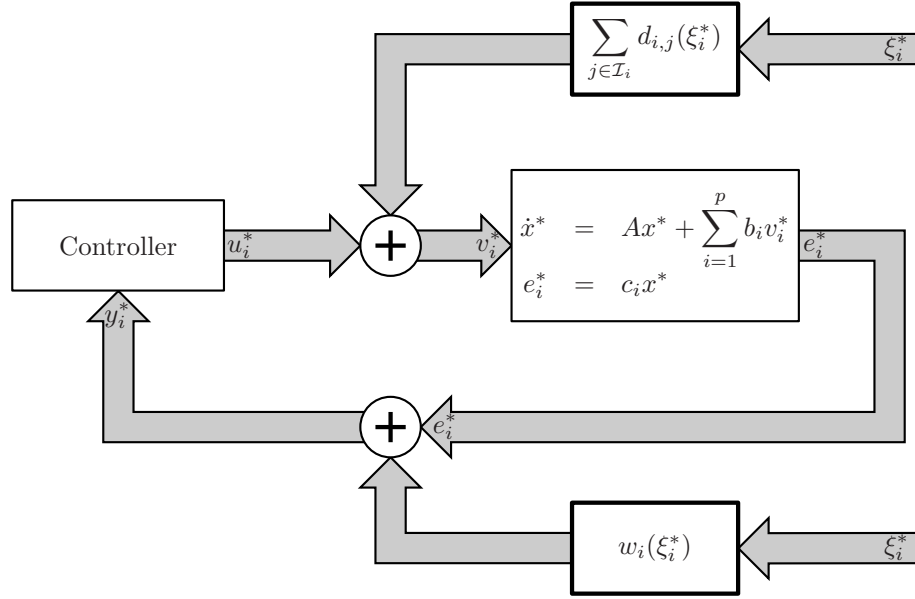 ∑_{j∈𝓘_i} d_{i,j}(ξ_i^*)
ξ_i^*
Controller
u_i^*
+
v_i^*
ẋ^* = Ax^* + ∑_{i=1}^{p} b_i v_i^*
e_i^* = c_i x^*
e_i^*
y_i^*
+
e_i^*
w_i(ξ_i^*)
ξ_i^*